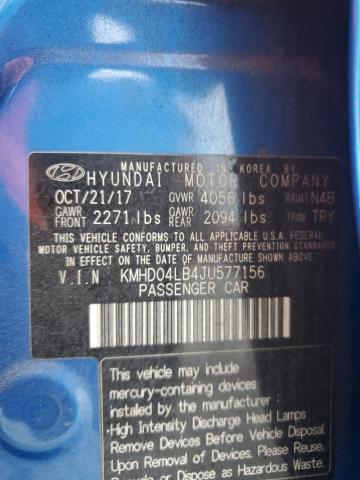 MANUFACTURED IN KOREA BY
HYUNDAI MOTOR COMPANY
OCT/21/17 GVWR 4056 lbs PAINT N4B
GAWR FRONT 2271 lbs GAWR REAR 2094 lbs TRIM TRY
THIS VEHICLE CONFORMS TO ALL APPLICABLE U.S.A FEDERAL
MOTOR VEHICLE SAFETY, BUMPER, AND THEFT PREVENTION STANDARDS
IN EFFECT ON THE DATE OF MANUFACTURE SHOWN ABOVE.
V.I.N KMHD04LB4JU577156
PASSENGER CAR
This vehicle may include
mercury-containing devices
installed by the manufacturer:
• High Intensity Discharge Head Lamps
Remove Devices Before Vehicle Disposal.
Upon Removal of Devices, Please Reuse,
Recycle or Dispose as Hazardous Waste.